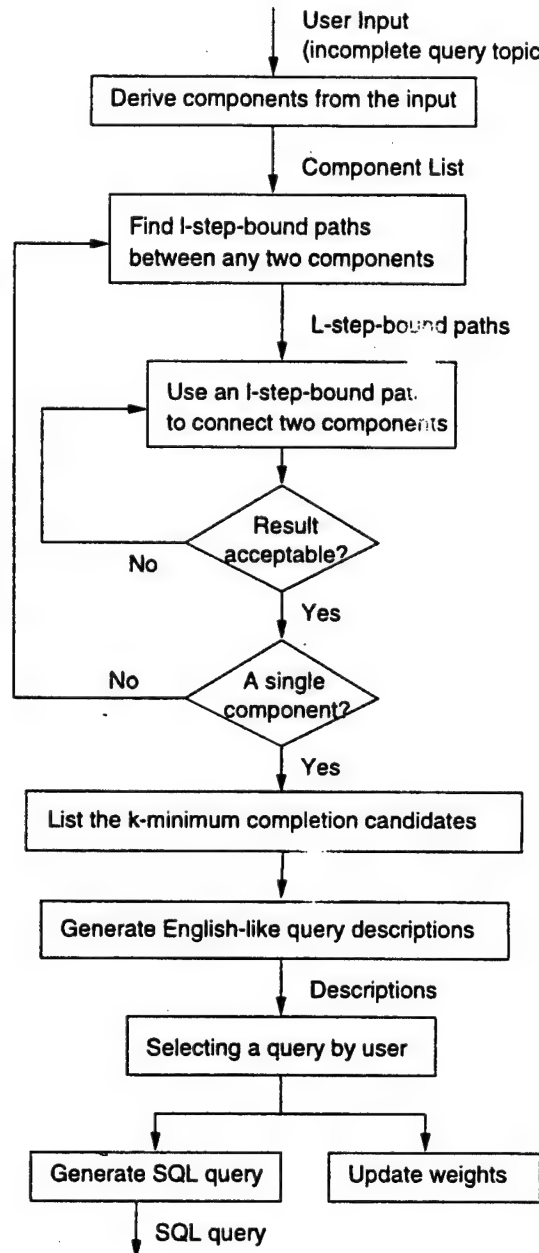 User Input
(incomplete query topic
Derive components from the input
Component List
Find l-step-bound paths
between any two components
L-step-bound paths
Use an l-step-bound pat
to connect two components
Result
acceptable?
No
Yes
No
A single
component?
Yes
List the k-minimum completion candidates
Generate English-like query descriptions
Descriptions
Selecting a query by user
Generate SQL query
Update weights
SQL query